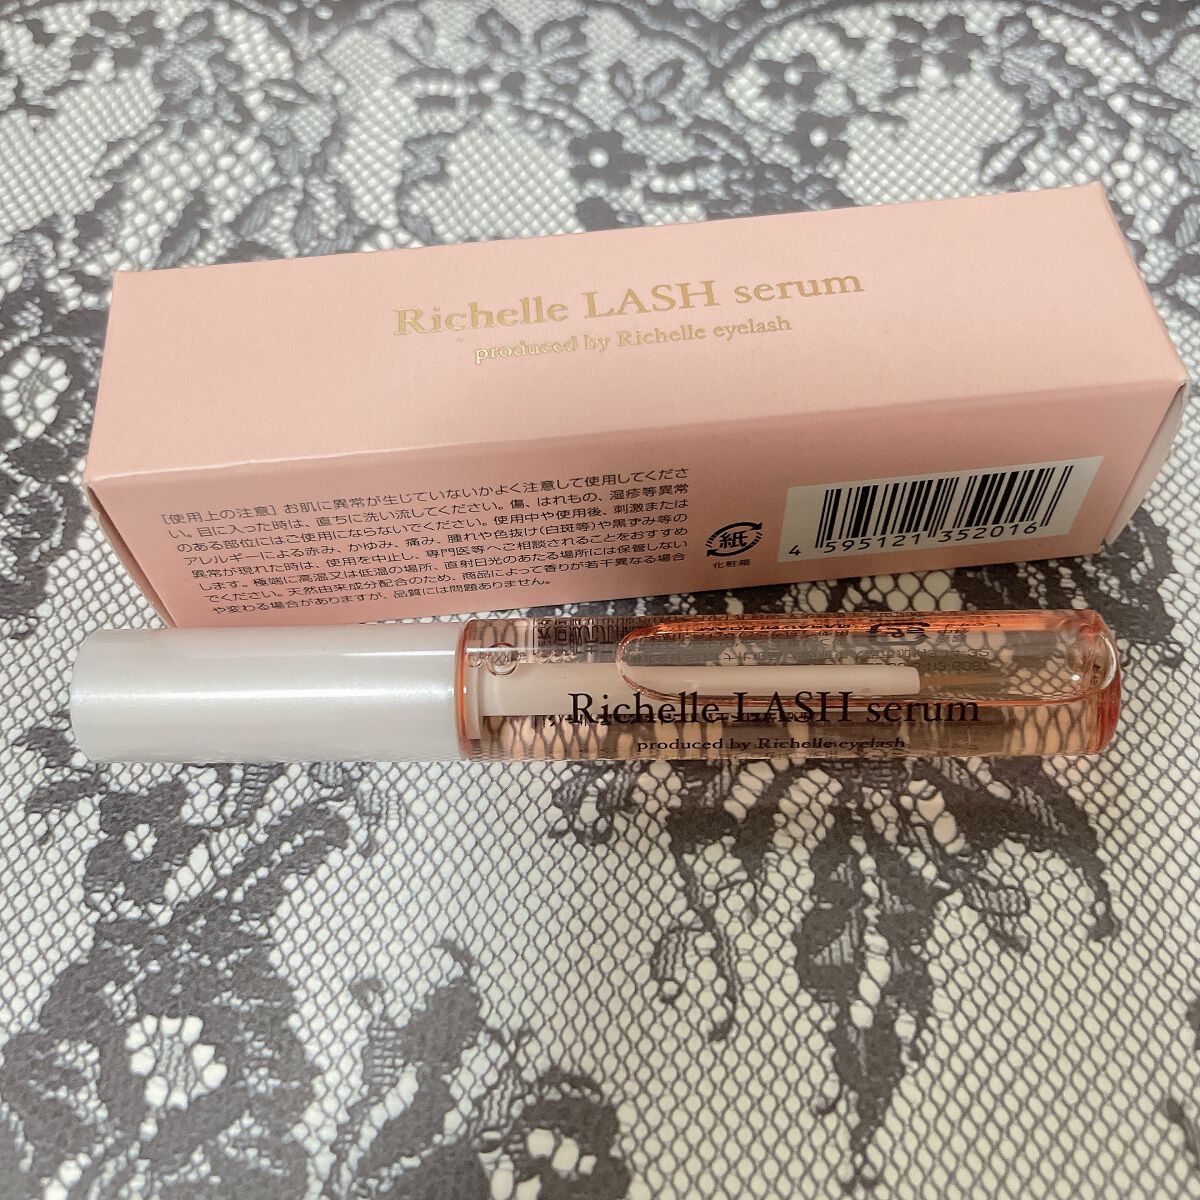 Richelle LASH serum
produced by Richelle eyelash
[使用上の注意] お肌に異常が生じていないかよく注意して使用してくださ
い。目に入った時は、直ちに洗い流してください。傷、はれもの、湿疹等異常
のある部位にはご使用にならないでください。使用中や使用後、刺激または
アレルギーによる赤み、かゆみ、痛み、腫れや色抜け(白斑等)や黒ずみ等の
異常が現れた時は、使用を中止し、専門医等へご相談されることをおすすめ
します。極端に高温又は低温の場所、直射日光のあたる場所には保管しない
でください。天然由来成分配合のため、商品によって香りが若干異なる場合
や変わる場合がありますが、品質には問題ありません。
紙
化粧箱
4 595121 352016
Richelle LASH serum
produced by Richelle eyelash